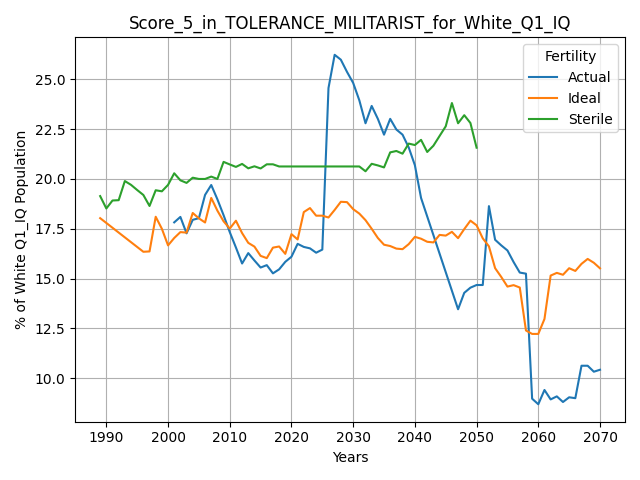 Score_5_in_TOLERANCE_MILITARIST_for_White_Q1_IQ
Fertility
Actual
Ideal
Sterile
% of White Q1_IQ Population
25.0
22.5
20.0
17.5
15.0
12.5
10.0
1990 2000 2010 2020 2030 2040 2050 2060 2070
Years